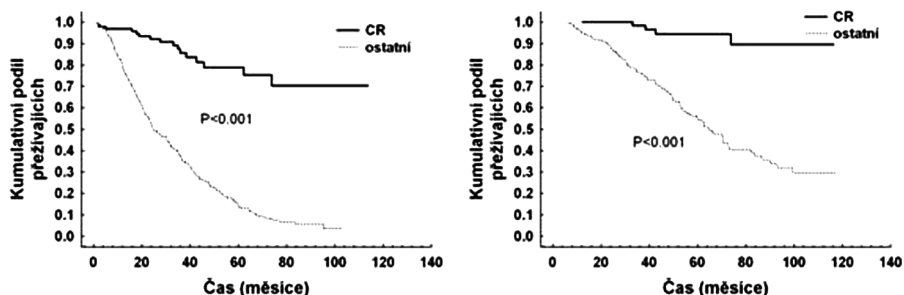 CR
ostatní
1.0
0.9
0.8
0.7
0.6
0.5
0.4
0.3
0.2
0.1
0.0
Kumulativní podíl
přežívajících
P<0.001
0 20 40 60 80 100 120 140
Čas (měsíce)
CR
ostatní
1.0
0.9
0.8
0.7
0.6
0.5
0.4
0.3
0.2
0.1
0.0
Kumulativní podíl
přežívajících
P<0.001
0 20 40 60 80 100 120 140
Čas (měsíce)